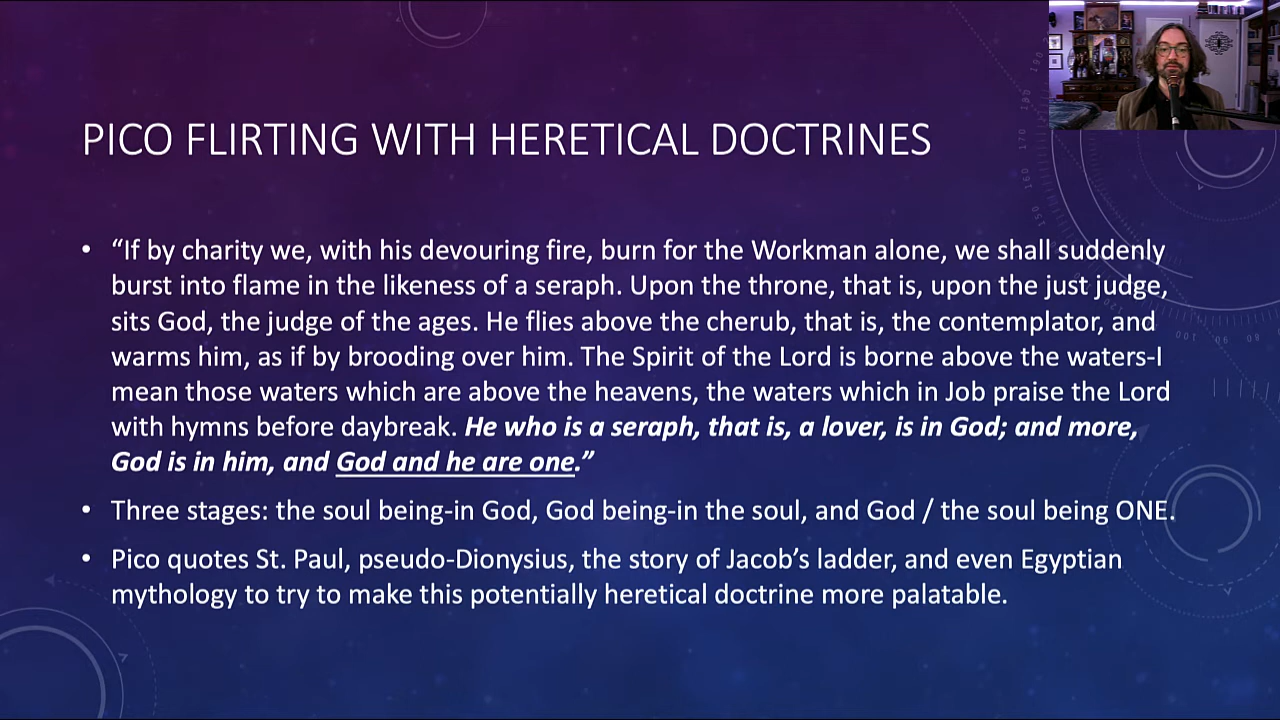 PICO FLIRTING WITH HERETICAL DOCTRINES
• “If by charity we, with his devouring fire, burn for the Workman alone, we shall suddenly
burst into flame in the likeness of a seraph. Upon the throne, that is, upon the just judge,
sits God, the judge of the ages. He flies above the cherub, that is, the contemplator, and
warms him, as if by brooding over him. The Spirit of the Lord is borne above the waters-I
mean those waters which are above the heavens, the waters which in Job praise the Lord
with hymns before daybreak. He who is a seraph, that is, a lover, is in God; and more,
God is in him, and God and he are one.”
• Three stages: the soul being-in God, God being-in the soul, and God / the soul being ONE.
• Pico quotes St. Paul, pseudo-Dionysius, the story of Jacob’s ladder, and even Egyptian
mythology to try to make this potentially heretical doctrine more palatable.
190
180
170
160
150